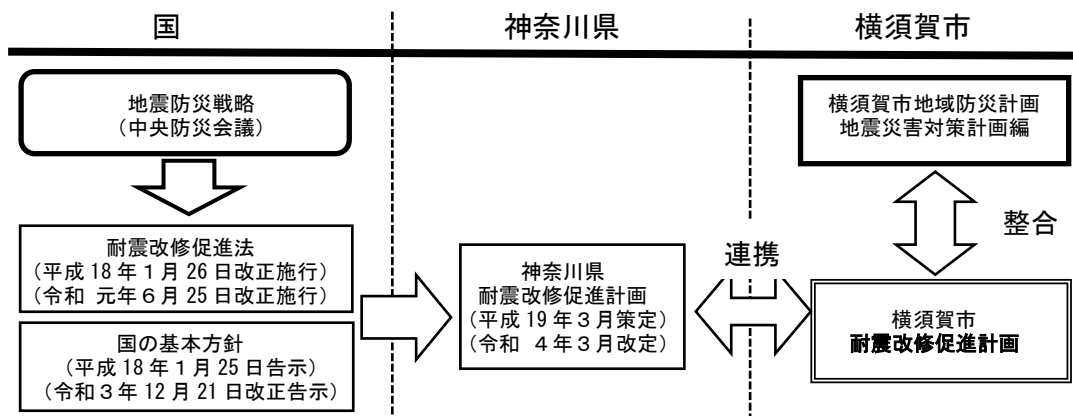 国
神奈川県
横須賀市
地震防災戦略
(中央防災会議)
横須賀市地域防災計画
地震災害対策計画編
整合
耐震改修促進法
(平成18年1月26日改正施行)
(令和 元年6月25日改正施行)
国の基本方針
(平成18年1月25日告示)
(令和3年12月21日改正告示)
神奈川県
耐震改修促進計画
(平成19年3月策定)
(令和 4年3月改定)
連携
横須賀市
耐震改修促進計画